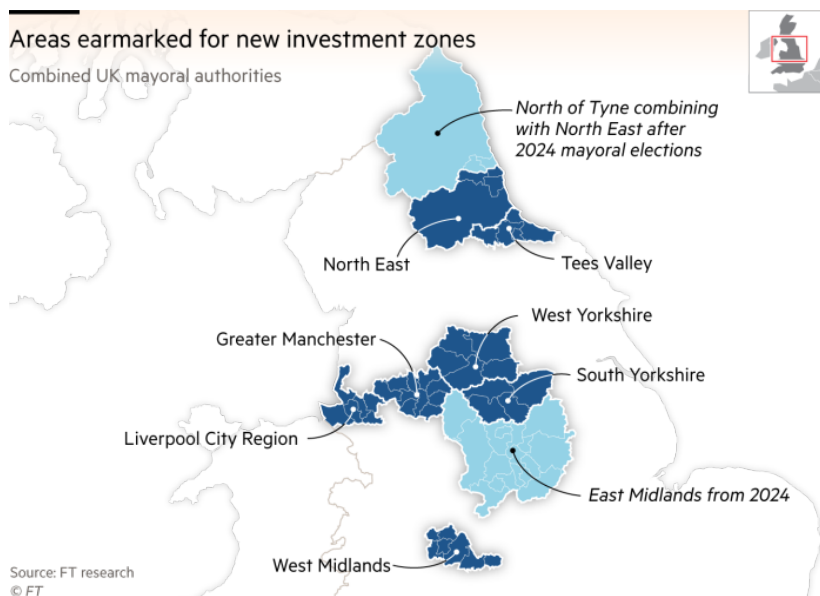 Areas earmarked for new investment zones
Combined UK mayoral authorities
North of Tyne combining
with North East after
2024 mayoral elections
North East
Tees Valley
West Yorkshire
Greater Manchester
South Yorkshire
Liverpool City Region
East Midlands from 2024
West Midlands
Source: FT research
© FT